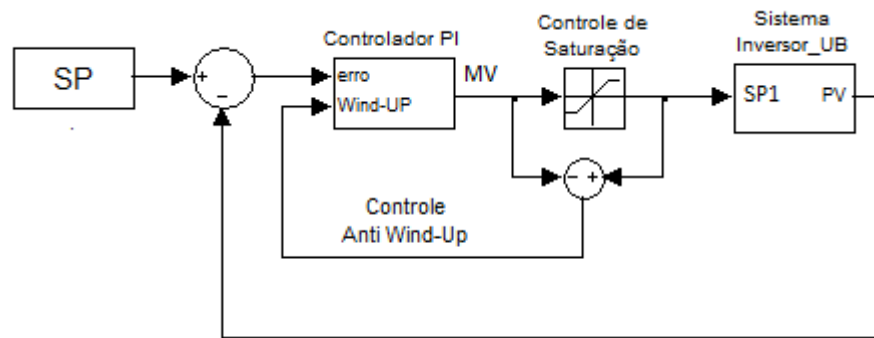 Controle de
Saturação
Sistema
Inversor_UB
Controlador PI
SP
+
−
erro
Wind-UP
MV
SP1
PV
− +
Controle
Anti Wind-Up